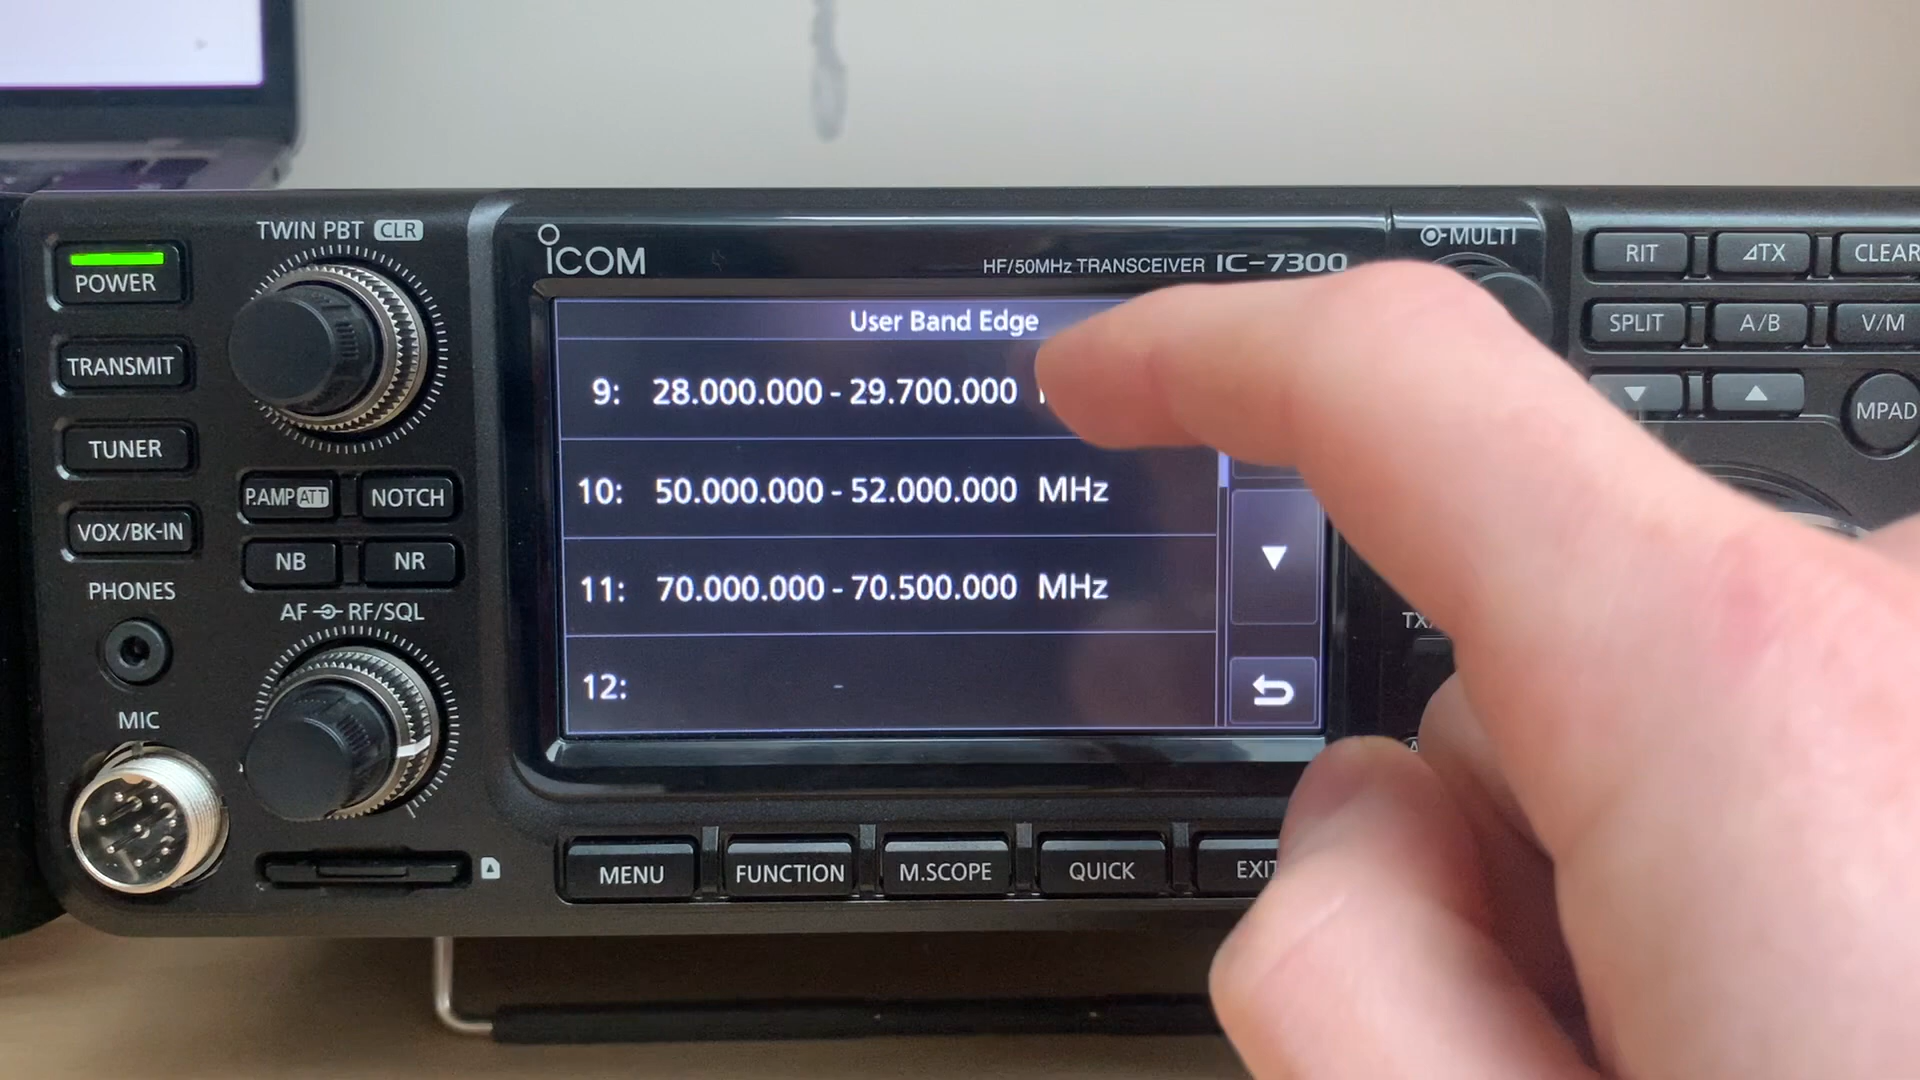 TWIN PBT CLR
POWER
TRANSMIT
TUNER
VOX/BK-IN
PHONES
MIC
P.AMP ATT
NOTCH
NB
NR
AF RF/SQL
ICOM
HF/50MHz TRANSCEIVER IC-7300
User Band Edge
9: 28.000.000 - 29.700.000
10: 50.000.000 - 52.000.000 MHz
11: 70.000.000 - 70.500.000 MHz
12: -
MENU
FUNCTION
M.SCOPE
QUICK
EXIT
MULTI
RIT
⊿TX
CLEAR
SPLIT
A/B
V/M
MPAD